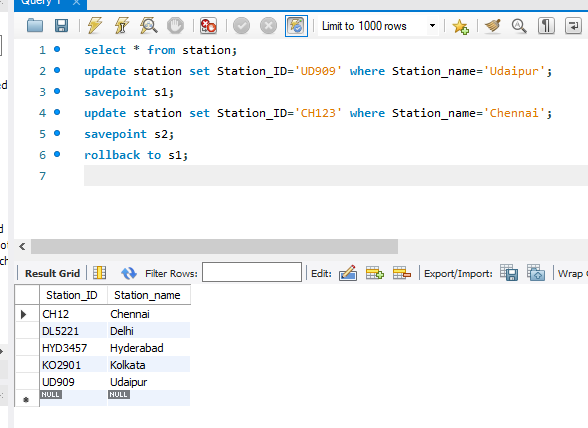 Query 1
Limit to 1000 rows
1 select * from station;
2 update station set Station_ID='UD909' where Station_name='Udaipur';
3 savepoint s1;
4 update station set Station_ID='CH123' where Station_name='Chennai';
5 savepoint s2;
6 rollback to s1;
7
Result Grid Filter Rows: Edit: Export/Import: Wrap
Station_ID Station_name
CH12 Chennai
DL5221 Delhi
HYD3457 Hyderabad
KO2901 Kolkata
UD909 Udaipur
NULL NULL